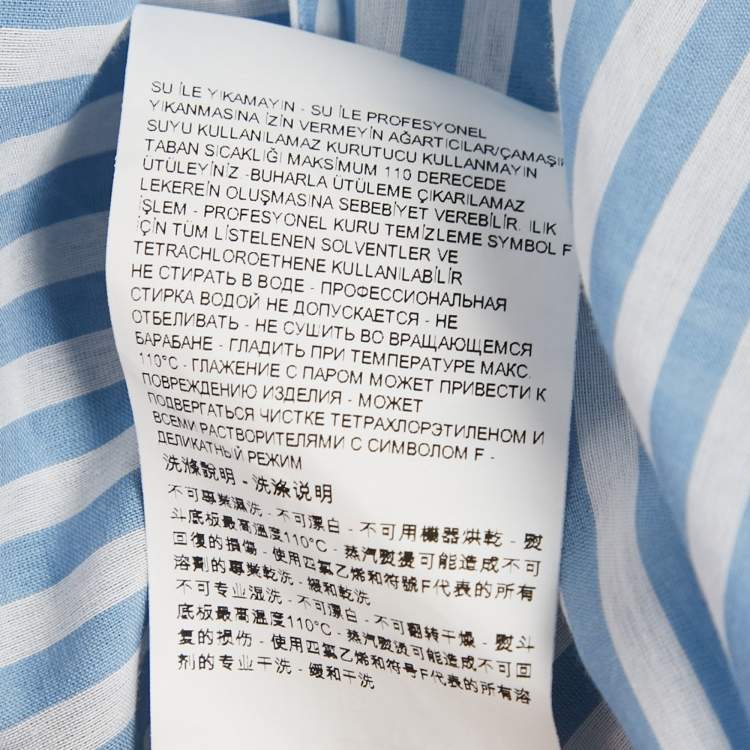 SU İLE YIKAMAYIN - SU İLE PROFESYONEL
YIKANMASINA İZİN VERMEYİN AĞARTICILAR/ÇAMAŞIR
SUYU KULLANILAMAZ KURUTUCU KULLANMAYIN
TABAN SICAKLIĞI MAKSİMUM 110 DERECEDE
ÜTÜLEYİNİZ -BUHARLA ÜTÜLEME ÇIKARILAMAZ
LEKEREİN OLUŞMASINA SEBEBİYET VEREBİLİR. ILIK
İŞLEM - PROFESYONEL KURU TEMİZLEME SYMBOL F
İÇİN TÜM LİSTELENEN SOLVENTLER VE
TETRACHLOROETHENE KULLANILABİLİR
НЕ СТИРАТЬ В ВОДЕ - ПРОФЕССИОНАЛЬНАЯ
СТИРКА ВОДОЙ НЕ ДОПУСКАЕТСЯ - НЕ
ОТБЕЛИВАТЬ - НЕ СУШИТЬ ВО ВРАЩАЮЩЕМСЯ
БАРАБАНЕ - ГЛАДИТЬ ПРИ ТЕМПЕРАТУРЕ МАКС.
110°C - ГЛАЖЕНИЕ С ПАРОМ МОЖЕТ ПРИВЕСТИ К
ПОВРЕЖДЕНИЮ ИЗДЕЛИЯ - МОЖЕТ
ПОДВЕРГАТЬСЯ ЧИСТКЕ ТЕТРАХЛОРЭТИЛЕНОМ И
ВСЕМИ РАСТВОРИТЕЛЯМИ С СИМВОЛОМ F -
ДЕЛИКАТНЫЙ РЕЖИМ
洗滌說明 - 洗涤说明
不可專業濕洗 - 不可漂白 - 不可用機器烘乾 - 熨
斗底板最高溫度110°C - 蒸汽熨燙可能造成不可
回復的損傷 - 使用四氯乙烯和符號F代表的所有
溶劑的專業乾洗 - 緩和乾洗
不可专业湿洗 - 不可漂白 - 不可翻转干燥 - 熨斗
底板最高温度110°C - 蒸汽熨烫可能造成不可回
复的损伤 - 使用四氯乙烯和符号F代表的所有溶
剂的专业干洗 - 缓和干洗